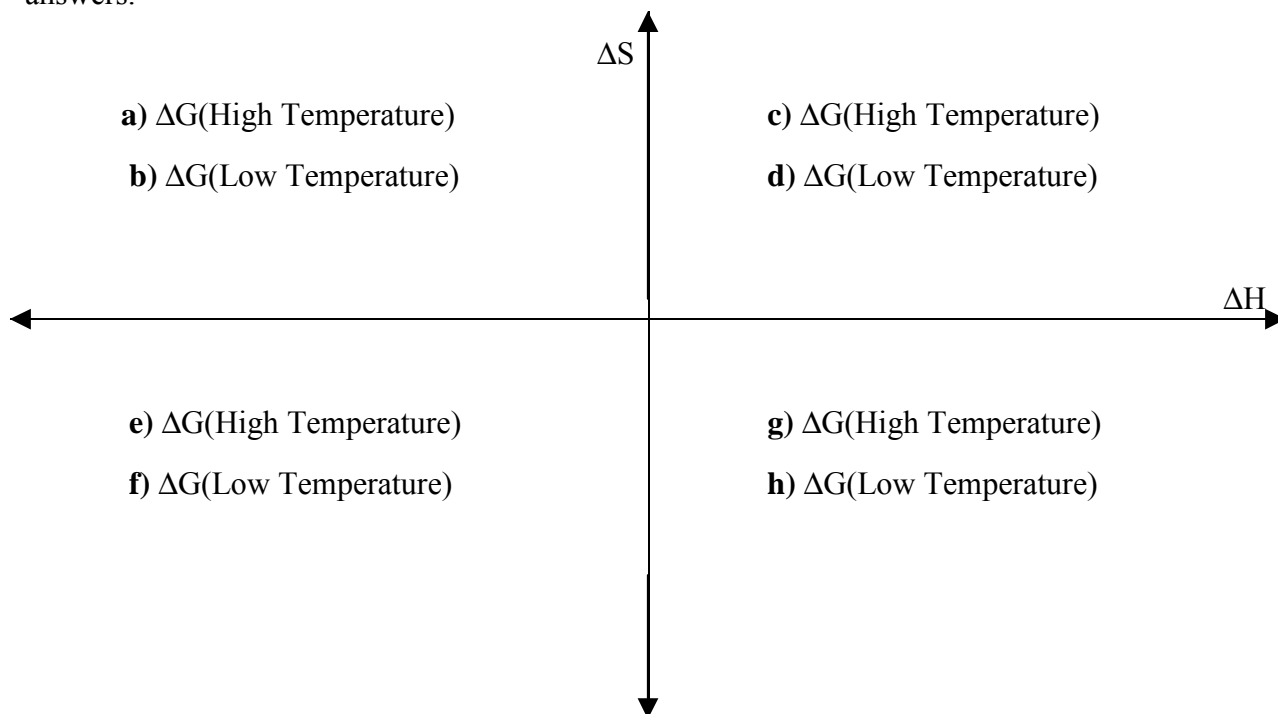 answers.
ΔS
a) ΔG(High Temperature)
c) ΔG(High Temperature)
b) ΔG(Low Temperature)
d) ΔG(Low Temperature)
ΔH
e) ΔG(High Temperature)
g) ΔG(High Temperature)
f) ΔG(Low Temperature)
h) ΔG(Low Temperature)